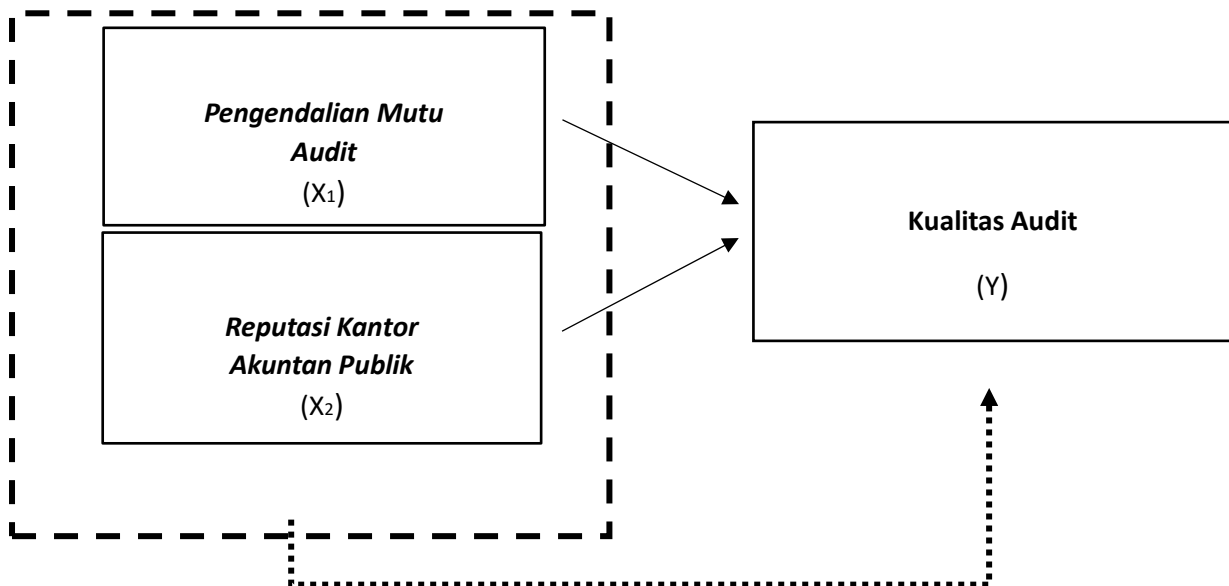 Pengendalian Mutu
Audit
(X₁)
Reputasi Kantor
Akuntan Publik
(X₂)
Kualitas Audit
(Y)